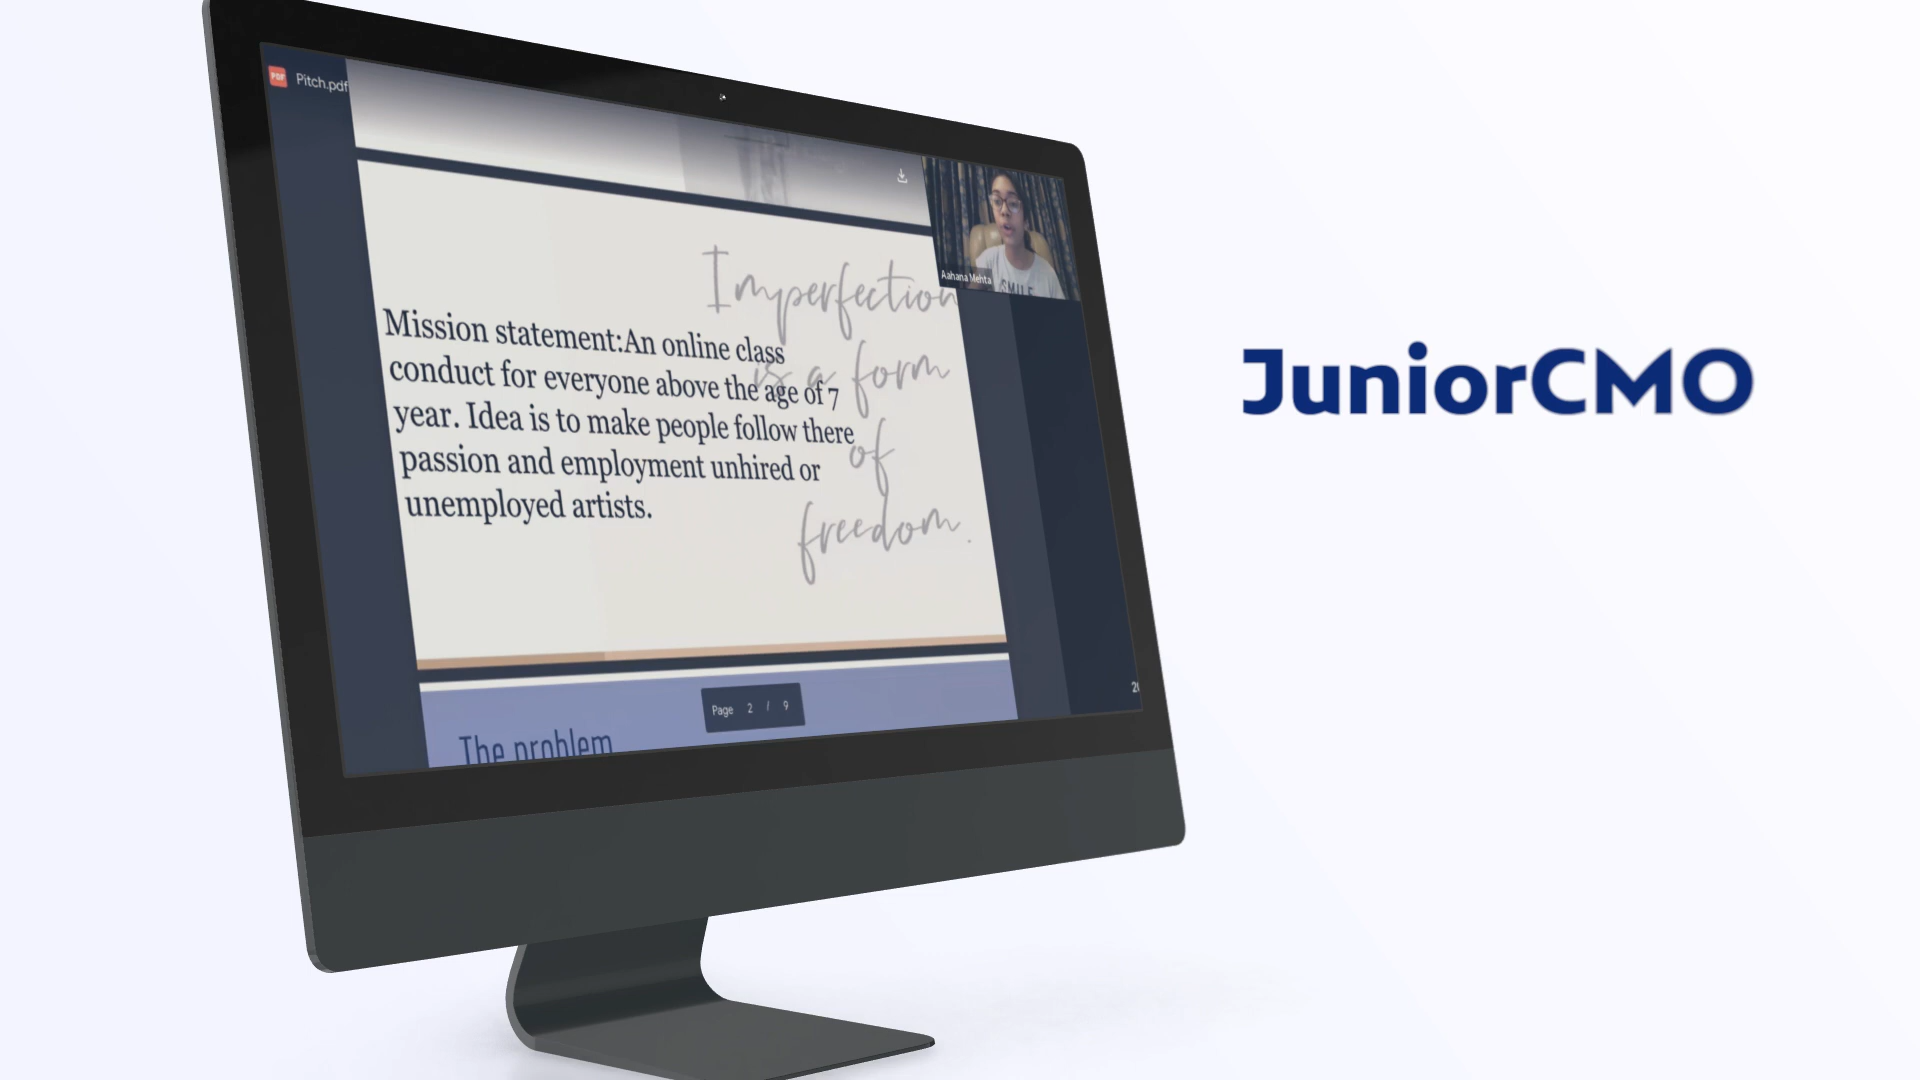 Pitch.pdf
Imperfection
is a form
of
freedom.
Mission statement:An online class
conduct for everyone above the age of 7
year. Idea is to make people follow there
passion and employment unhired or
unemployed artists.
Aahana Mehta
SMILE
JuniorCMO
Page 2 / 9
The problem